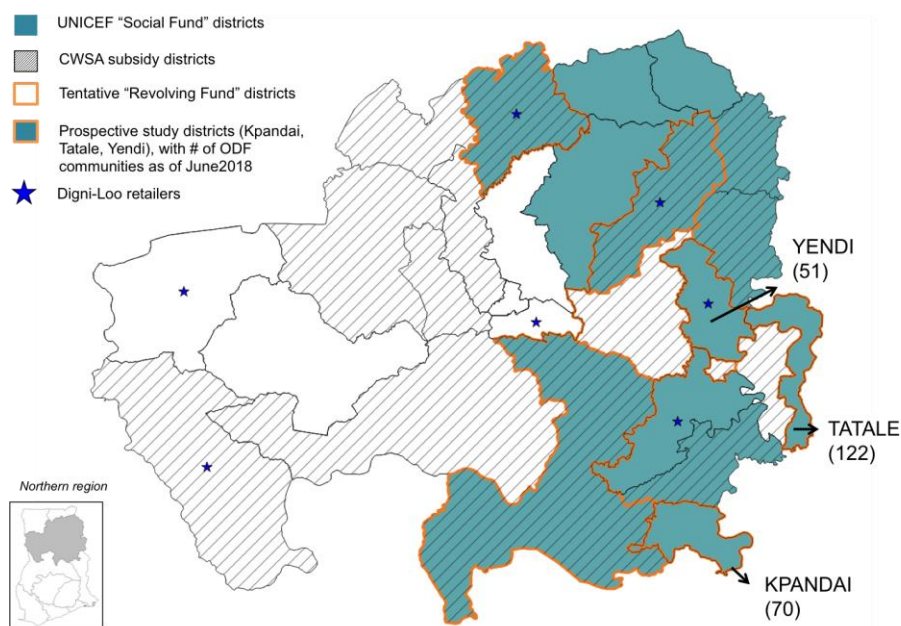 UNICEF “Social Fund” districts
CWSA subsidy districts
Tentative “Revolving Fund” districts
Prospective study districts (Kpandai,
Tatale, Yendi), with # of ODF
communities as of June2018
Digni-Loo retailers
YENDI
(51)
TATALE
(122)
KPANDAI
(70)
Northern region